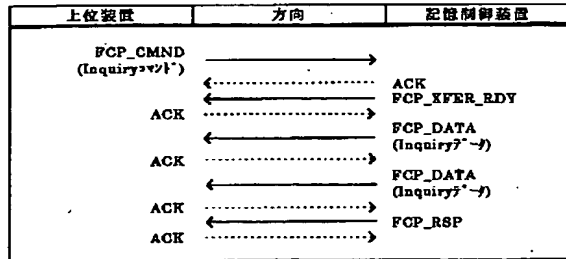 上位装置 方向 記憶制御装置
FCP_CMND
(Inquiryコマンド)
ACK
FCP_XFER_RDY
ACK
FCP_DATA
(Inquiryデータ)
ACK
FCP_DATA
(Inquiryデータ)
ACK
FCP_RSP
ACK